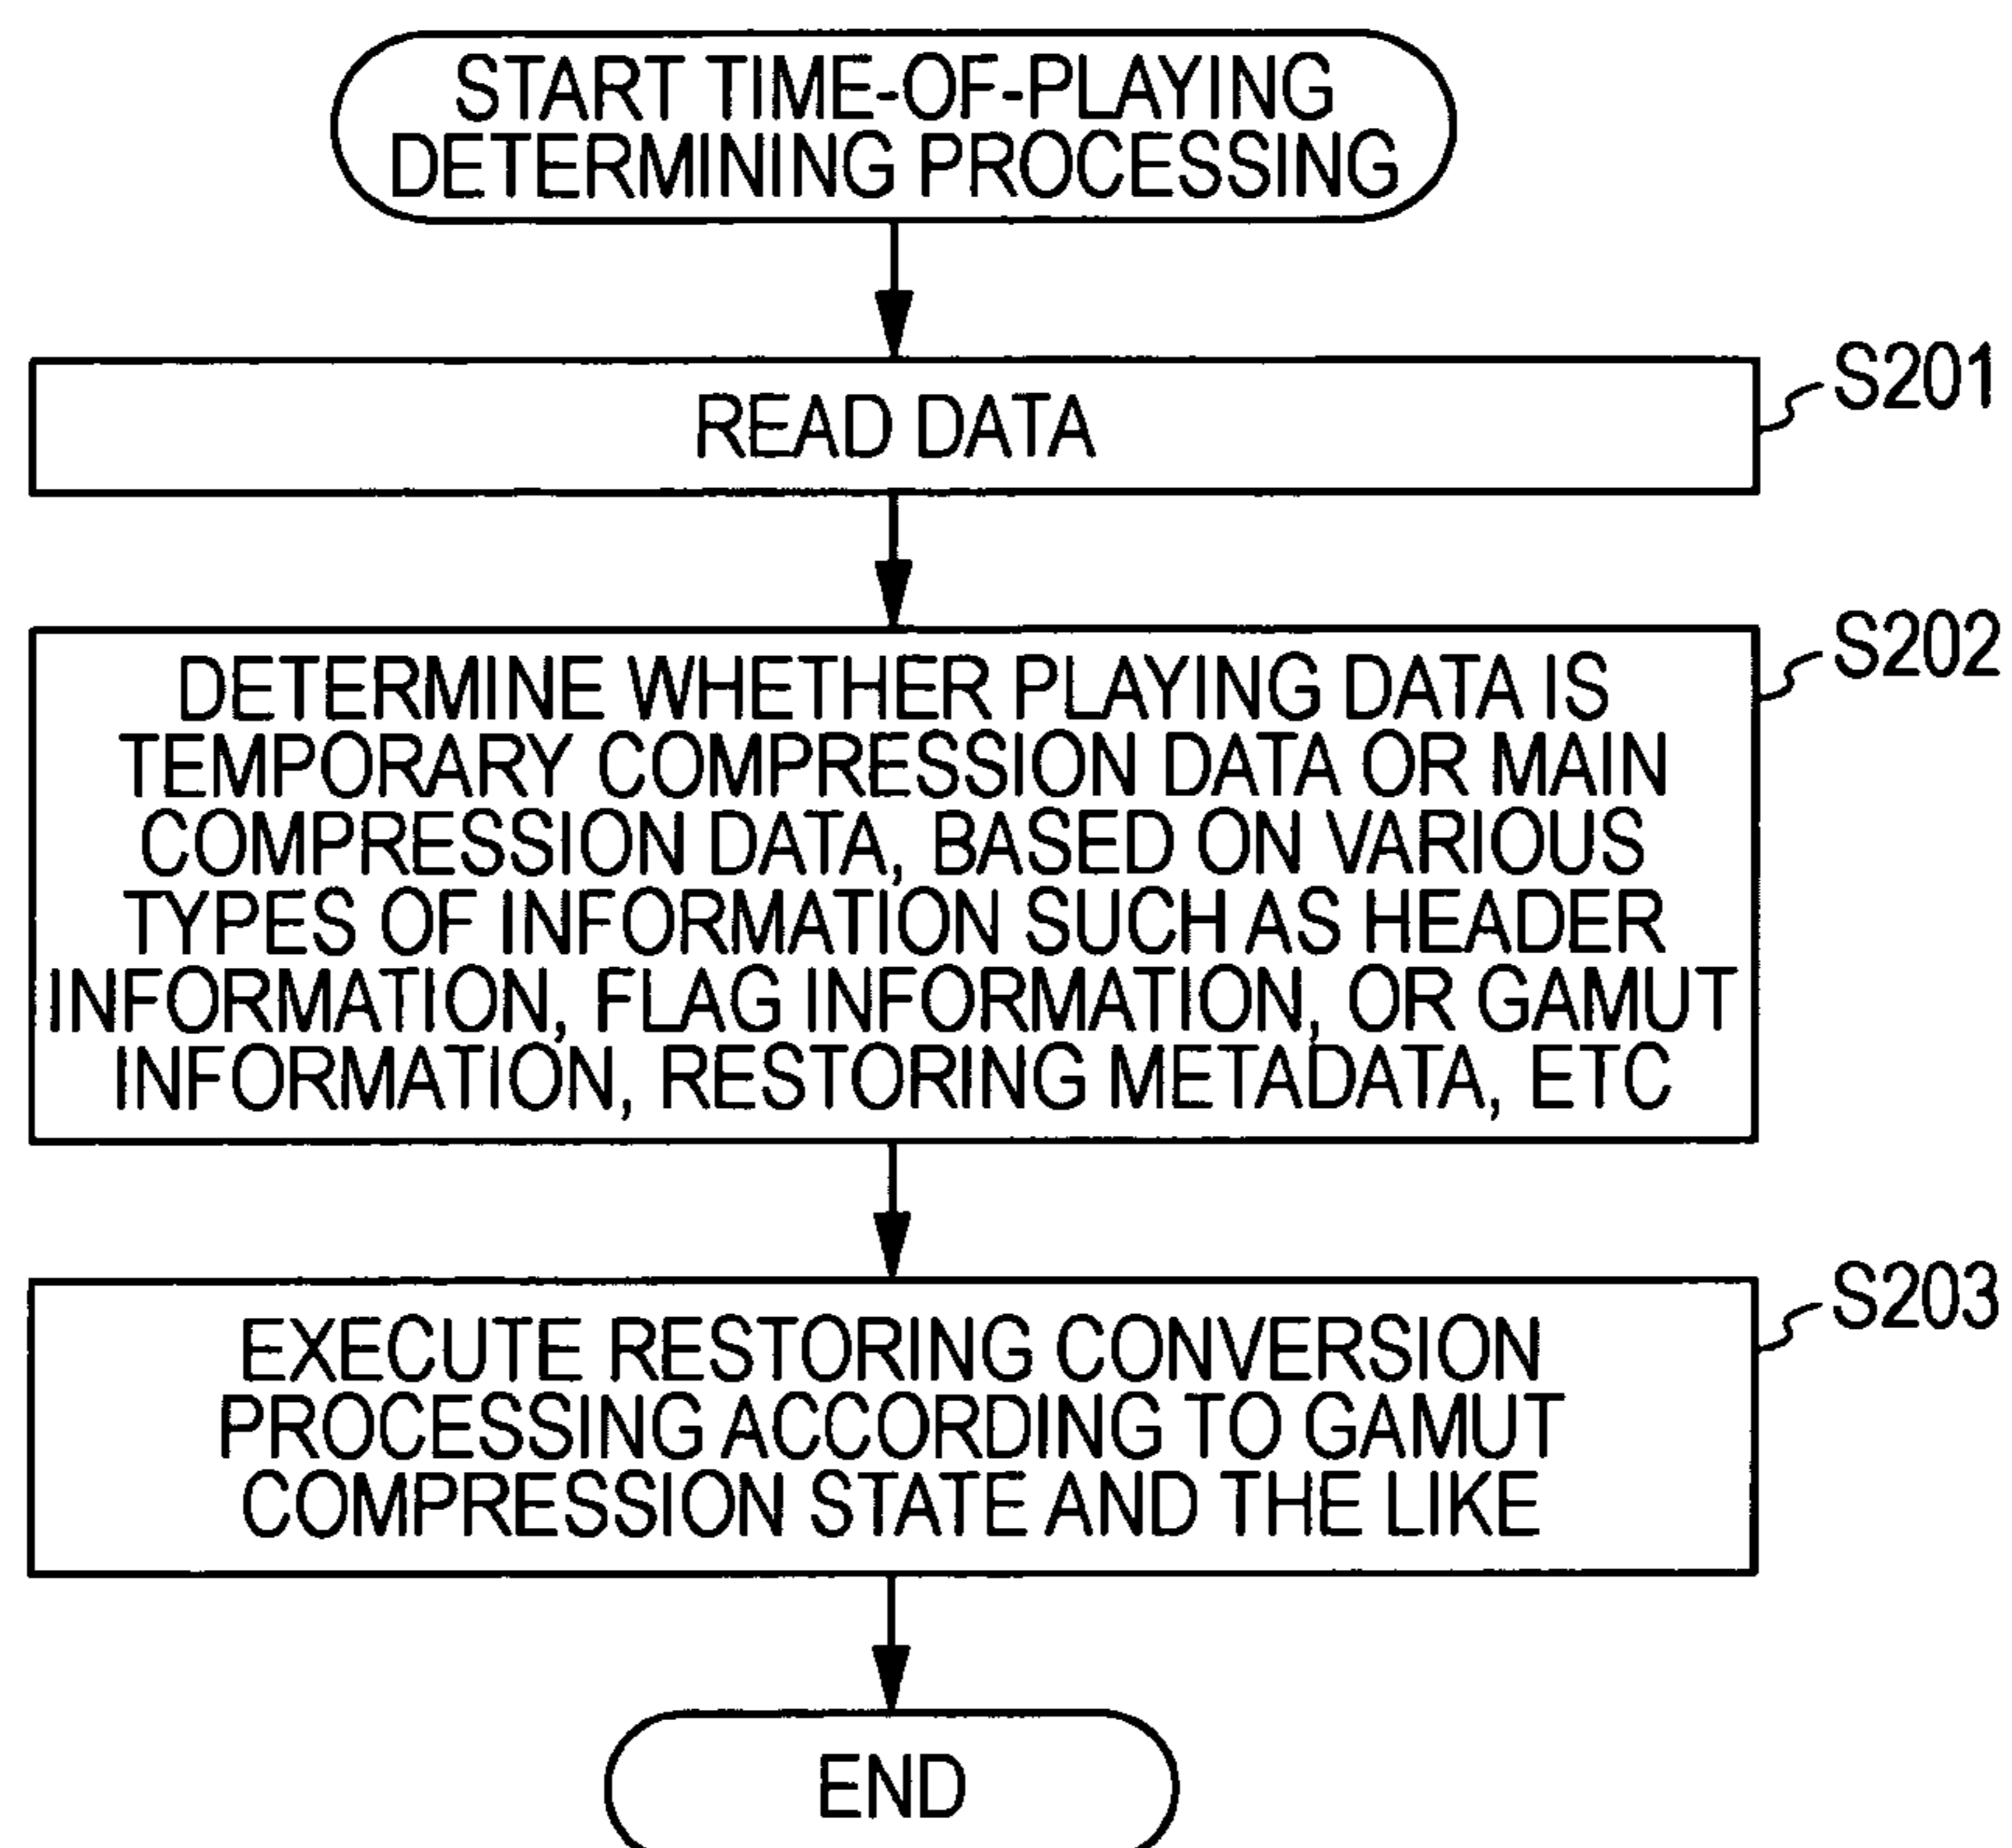 START TIME-OF-PLAYING
DETERMINING PROCESSING
READ DATA
S201
DETERMINE WHETHER PLAYING DATA IS
TEMPORARY COMPRESSION DATA OR MAIN
COMPRESSION DATA, BASED ON VARIOUS
TYPES OF INFORMATION SUCH AS HEADER
INFORMATION, FLAG INFORMATION, OR GAMUT
INFORMATION, RESTORING METADATA, ETC
S202
EXECUTE RESTORING CONVERSION
PROCESSING ACCORDING TO GAMUT
COMPRESSION STATE AND THE LIKE
S203
END